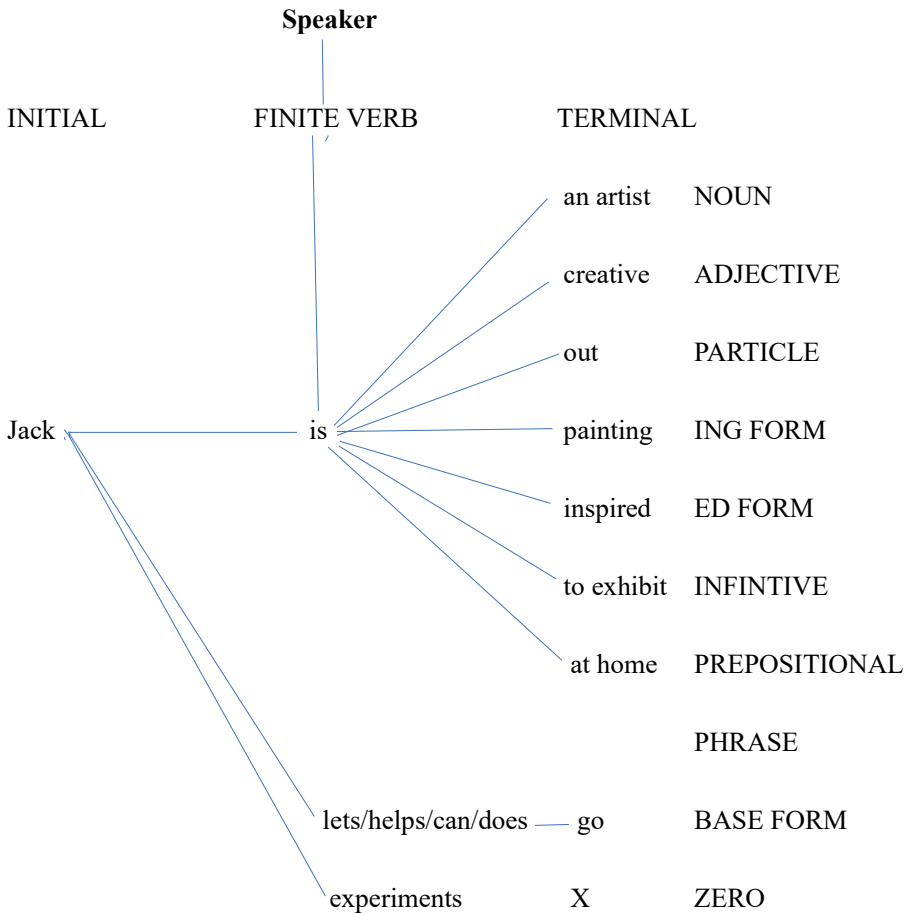 Speaker
INITIAL FINITE VERB TERMINAL
an artist NOUN
creative ADJECTIVE
out PARTICLE
Jack is painting ING FORM
inspired ED FORM
to exhibit INFINTIVE
at home PREPOSITIONAL
PHRASE
lets/helps/can/does go BASE FORM
experiments X ZERO